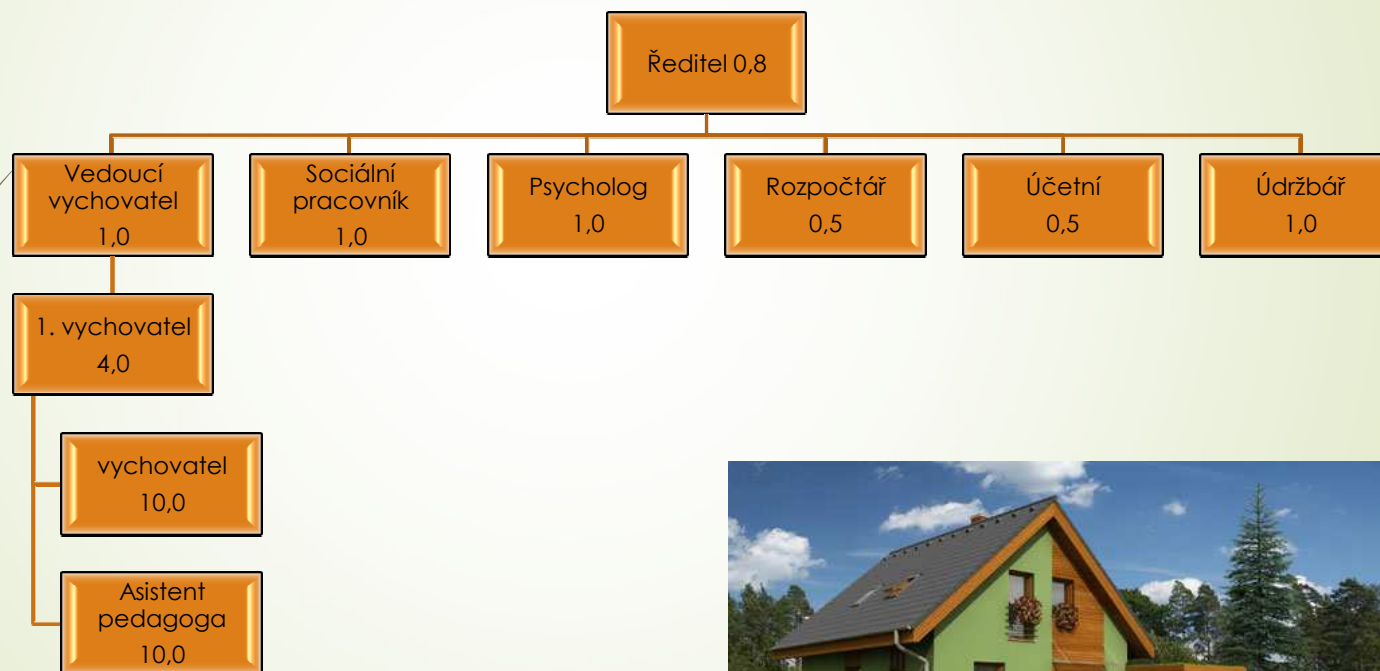 Ředitel 0,8
Vedoucí
vychovatel
1,0
Sociální
pracovník
1,0
Psycholog
1,0
Rozpočtář
0,5
Účetní
0,5
Údržbář
1,0
1. vychovatel
4,0
vychovatel
10,0
Asistent
pedagoga
10,0